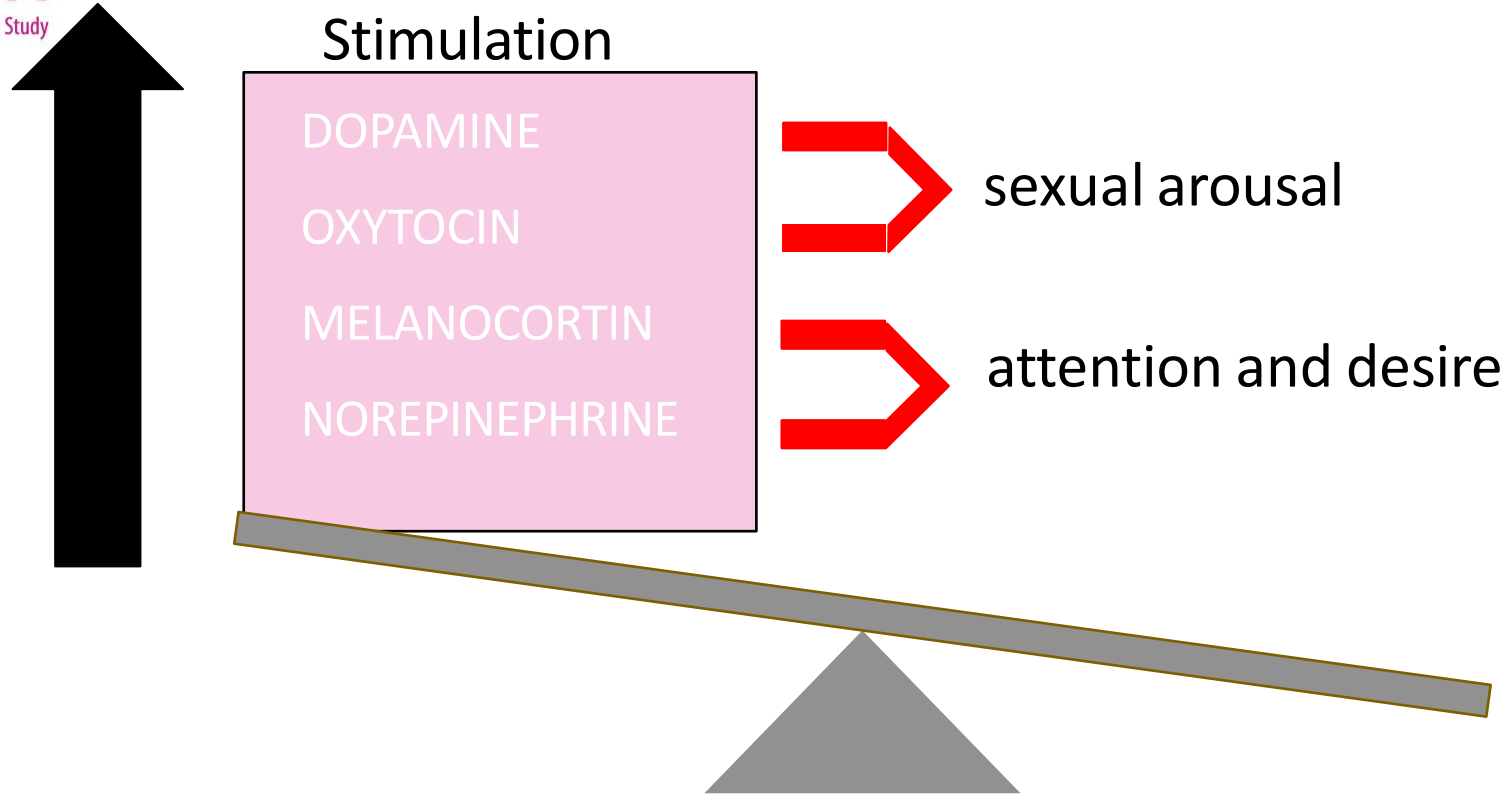 Study
Stimulation
DOPAMINE
OXYTOCIN
MELANOCORTIN
NOREPINEPHRINE
sexual arousal
attention and desire